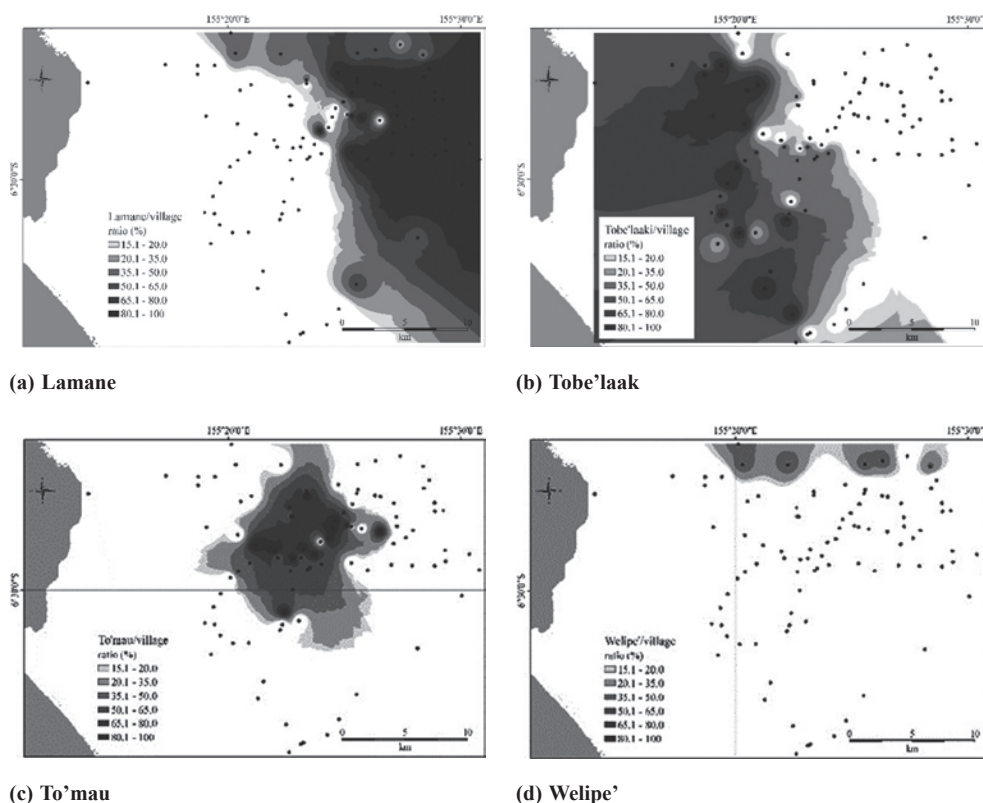 155°20'0"E 155°30'0"E
6°30'0"S
Lamane/village
ratio (%)
15.1 - 20.0
20.1 - 35.0
35.1 - 50.0
50.1 - 65.0
65.1 - 80.0
80.1 - 100
0 5 10
km
(a) Lamane
155°20'0"E 155°30'0"E
6°30'0"S
Tobe'laaki/village
ratio (%)
15.1 - 20.0
20.1 - 35.0
35.1 - 50.0
50.1 - 65.0
65.1 - 80.0
80.1 - 100
0 5 10
km
(b) Tobe’laak
155°20'0"E 155°30'0"E
6°30'0"S
To'mau/village
ratio (%)
15.1 - 20.0
20.1 - 35.0
35.1 - 50.0
50.1 - 65.0
65.1 - 80.0
80.1 - 100
0 5 10
km
(c) To’mau
155°20'0"E 155°30'0"E
6°30'0"S
Welipe'/village
ratio (%)
15.1 - 20.0
20.1 - 35.0
35.1 - 50.0
50.1 - 65.0
65.1 - 80.0
80.1 - 100
0 5 10
km
(d) Welipe’